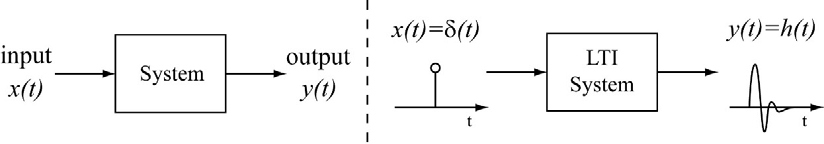 input
x(t)
System
output
y(t)
x(t)=δ(t)
t
LTI
System
y(t)=h(t)
t